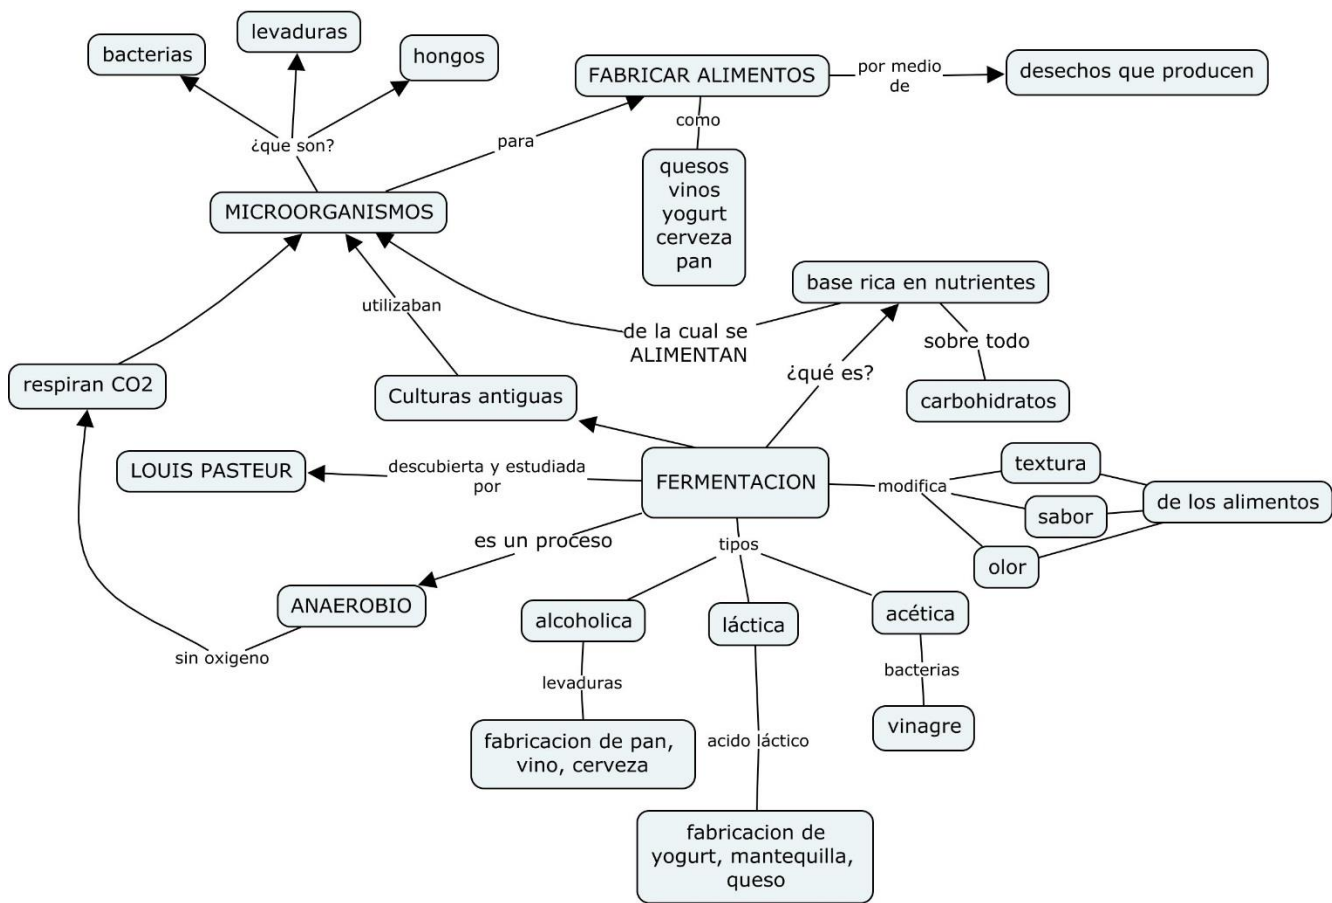 levaduras
bacterias
hongos
FABRICAR ALIMENTOS
por medio
de
desechos que producen
¿que son?
para
como
quesos
vinos
yogurt
cerveza
pan
MICROORGANISMOS
base rica en nutrientes
utilizaban
de la cual se
ALIMENTAN
sobre todo
¿qué es?
respiran CO2
Culturas antiguas
carbohidratos
LOUIS PASTEUR
descubierta y estudiada
por
FERMENTACION
modifica
textura
sabor
olor
de los alimentos
es un proceso
tipos
ANAEROBIO
sin oxigeno
alcoholica
láctica
acética
levaduras
bacterias
fabricacion de pan,
vino, cerveza
acido láctico
vinagre
fabricacion de
yogurt, mantequilla,
queso